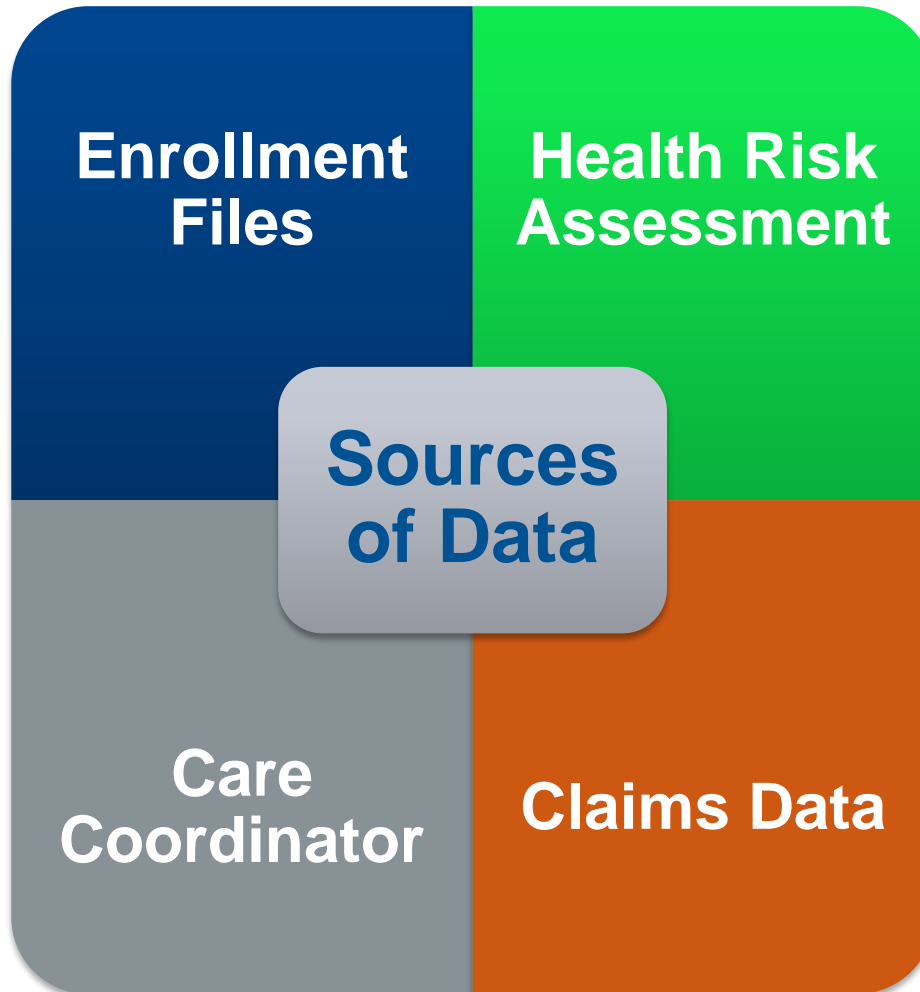 Enrollment
Files
Health Risk
Assessment
Sources
of Data
Care
Coordinator
Claims Data